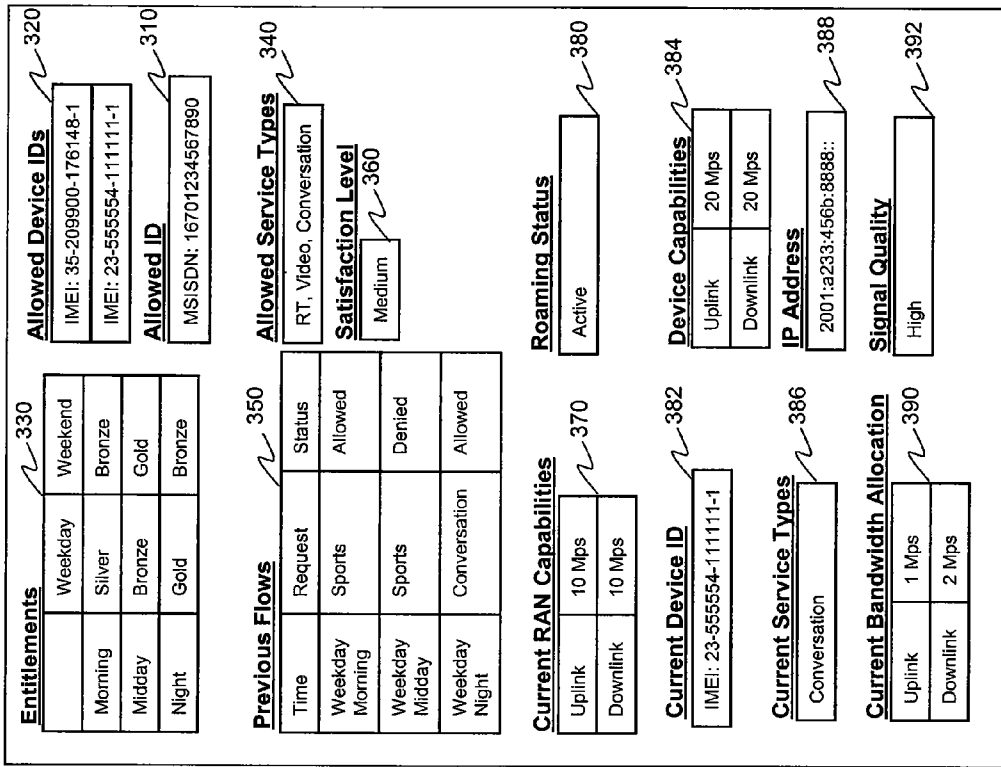 Entitlements
330
Weekday Weekend
Morning Silver Bronze
Midday Bronze Gold
Night Gold Bronze
Allowed Device IDs
320
IMEI: 35-209900-176148-1
IMEI: 23-555554-111111-1
Allowed ID
310
MSISDN: 16701234567890
Previous Flows
350
Time Request Status
Weekday
Morning
Sports
Allowed
Weekday
Midday
Sports
Denied
Weekday
Night
Conversation
Allowed
Allowed Service Types
340
RT, Video, Conversation
Satisfaction Level
360
Medium
Current RAN Capabilities
370
Uplink 10 Mps
Downlink 10 Mps
Roaming Status
380
Active
Current Device ID
382
IMEI: 23-555554-111111-1
Device Capabilities
384
Uplink 20 Mps
Downlink 20 Mps
Current Service Types
386
Conversation
IP Address
388
2001:a233:456b:8888::
Current Bandwidth Allocation
390
Uplink 1 Mps
Downlink 2 Mps
Signal Quality
392
High